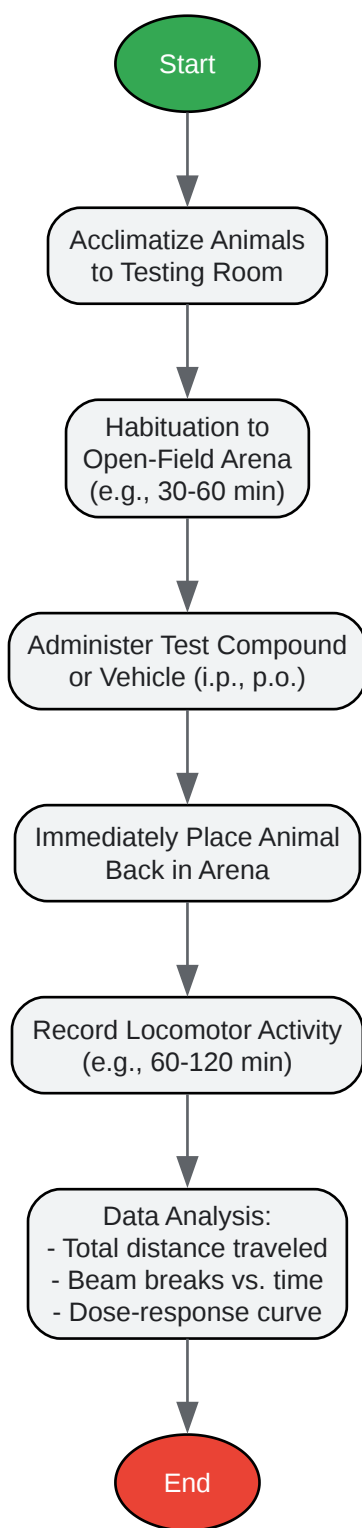 Start
Acclimatize Animals
to Testing Room
Habituation to
Open-Field Arena
(e.g., 30-60 min)
Administer Test Compound
or Vehicle (i.p., p.o.)
Immediately Place Animal
Back in Arena
Record Locomotor Activity
(e.g., 60-120 min)
Data Analysis:
- Total distance traveled
- Beam breaks vs. time
- Dose-response curve
End